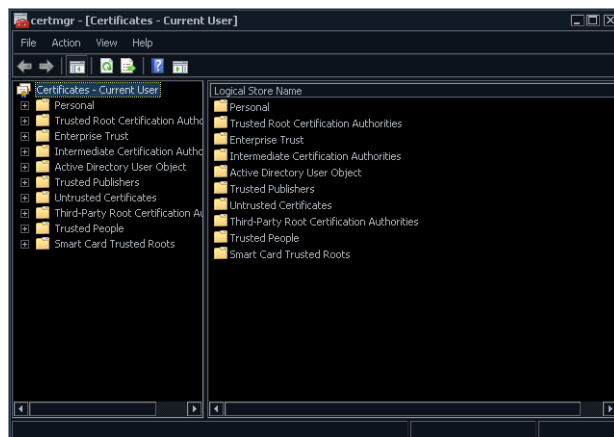 certmgr - [Certificates - Current User]
File Action View Help
Certificates - Current User
Personal
Trusted Root Certification Autho
Enterprise Trust
Intermediate Certification Autho
Active Directory User Object
Trusted Publishers
Untrusted Certificates
Third-Party Root Certification Au
Trusted People
Smart Card Trusted Roots
Logical Store Name
Personal
Trusted Root Certification Authorities
Enterprise Trust
Intermediate Certification Authorities
Active Directory User Object
Trusted Publishers
Untrusted Certificates
Third-Party Root Certification Authorities
Trusted People
Smart Card Trusted Roots